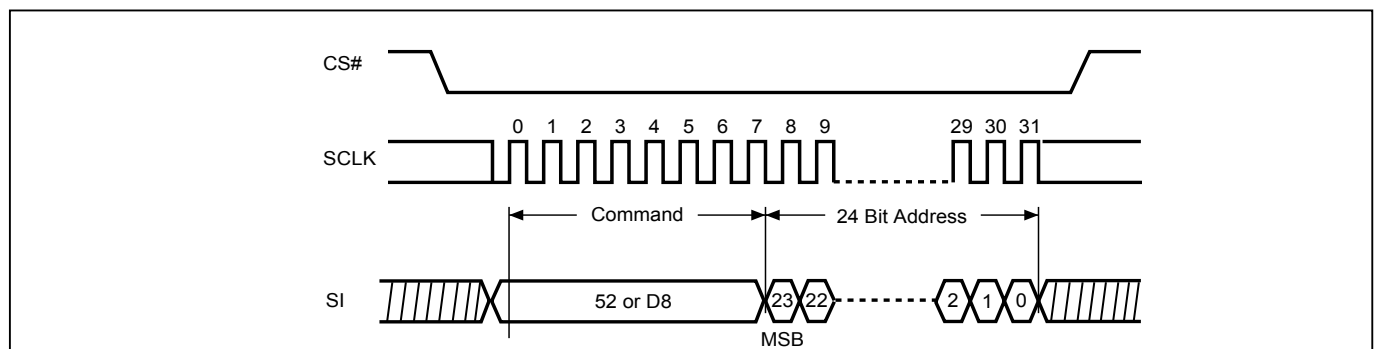 CS#
0 1 2 3 4 5 6 7 8 9 29 30 31
SCLK
Command 24 Bit Address
SI 52 or D8 23 22 2 1 0
MSB